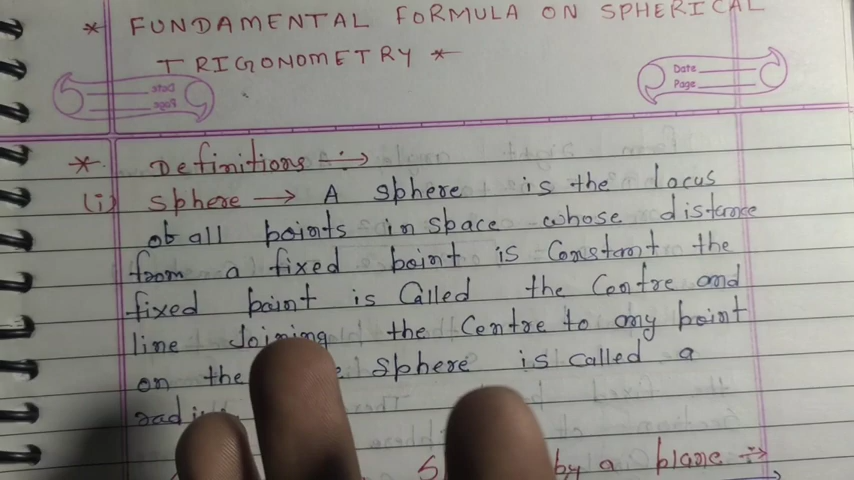 * FUNDAMENTAL FORMULA ON SPHERICAL
TRIGONOMETRY *
Date
Page
Date
Page
* Definitions :→
(i) Sphere → A sphere is the locus
of all points in space whose distance
from a fixed point is Constant the
fixed point is Called the Centre and
line Joining the Centre to any point
on the sphere is called a
by a plane :→